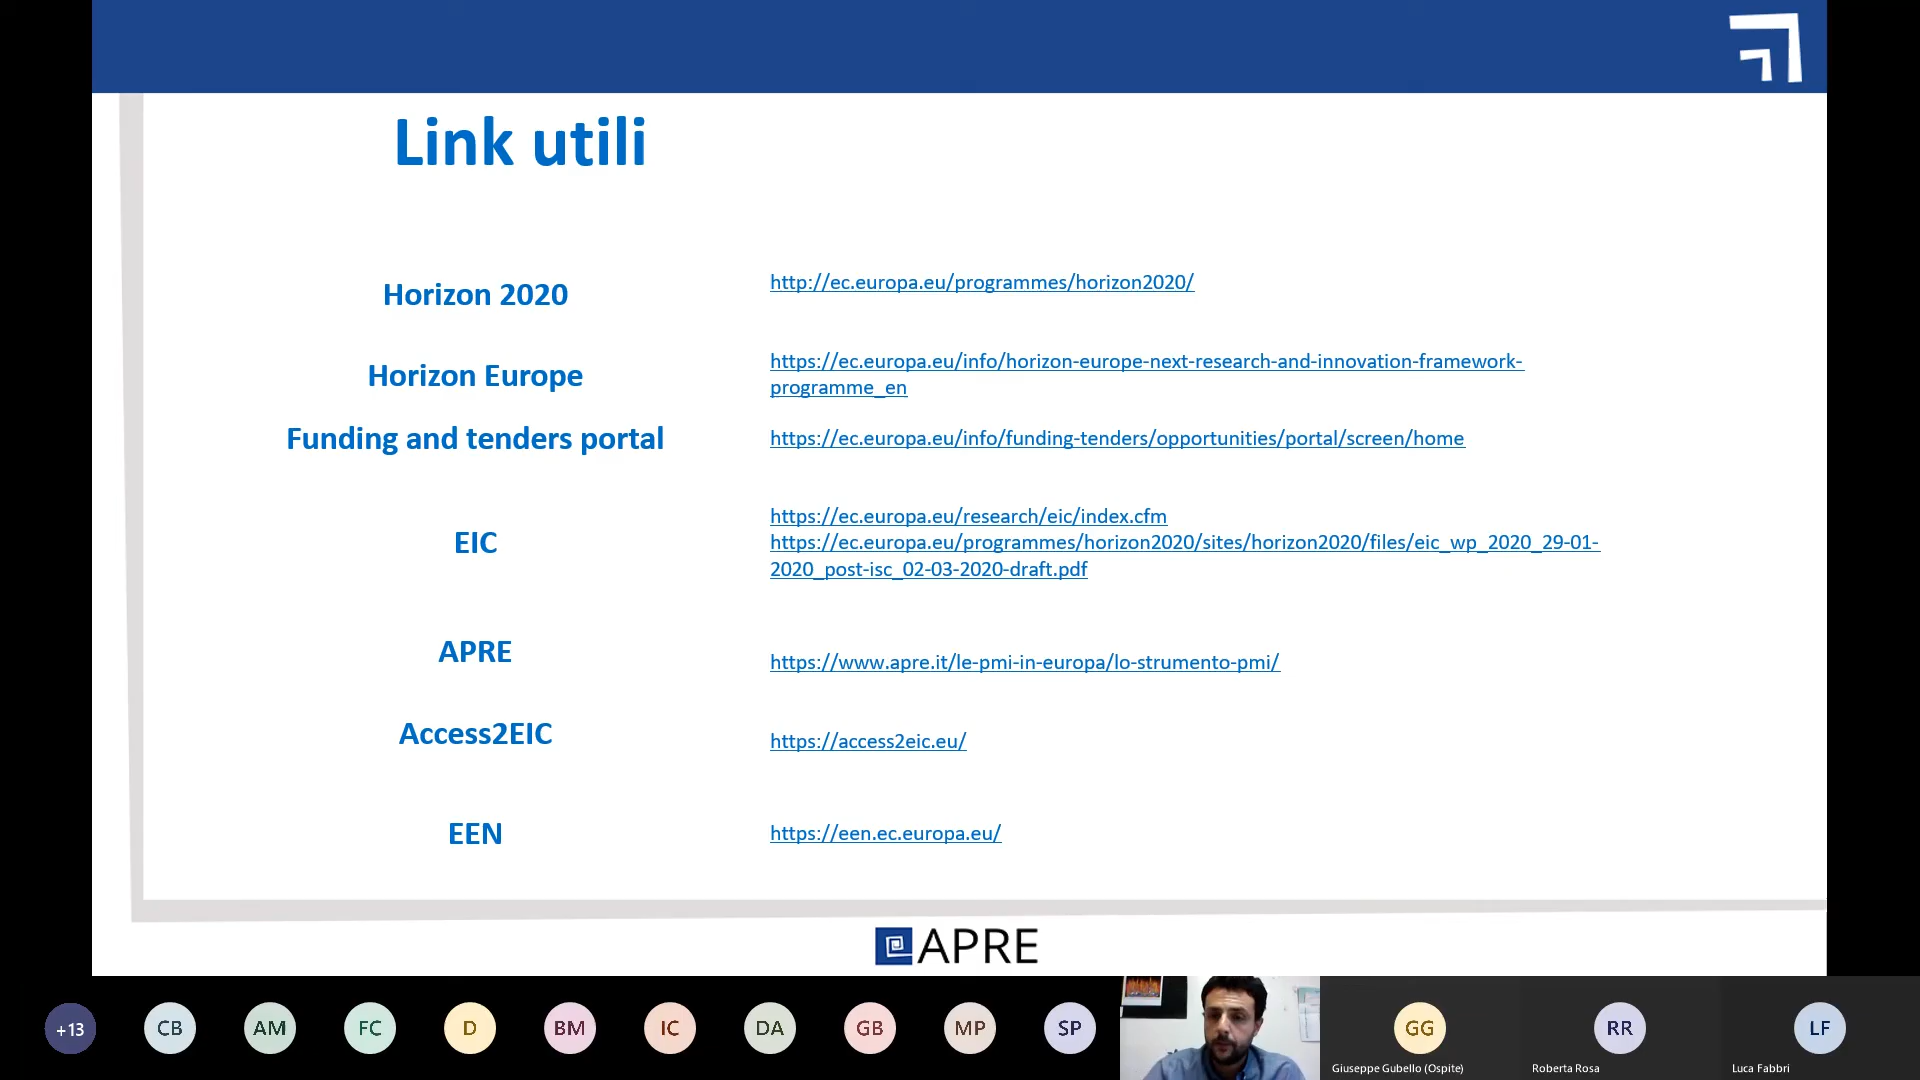 Link utili
Horizon 2020
http://ec.europa.eu/programmes/horizon2020/
Horizon Europe
https://ec.europa.eu/info/horizon-europe-next-research-and-innovation-framework-
programme_en
Funding and tenders portal
https://ec.europa.eu/info/funding-tenders/opportunities/portal/screen/home
EIC
https://ec.europa.eu/research/eic/index.cfm
https://ec.europa.eu/programmes/horizon2020/sites/horizon2020/files/eic_wp_2020_29-01-
2020_post-isc_02-03-2020-draft.pdf
APRE
https://www.apre.it/le-pmi-in-europa/lo-strumento-pmi/
Access2EIC
https://access2eic.eu/
EEN
https://een.ec.europa.eu/
APRE
+13 CB AM FC D BM IC DA GB MP SP GG RR LF
Giuseppe Gubello (Ospite) Roberta Rosa Luca Fabbri